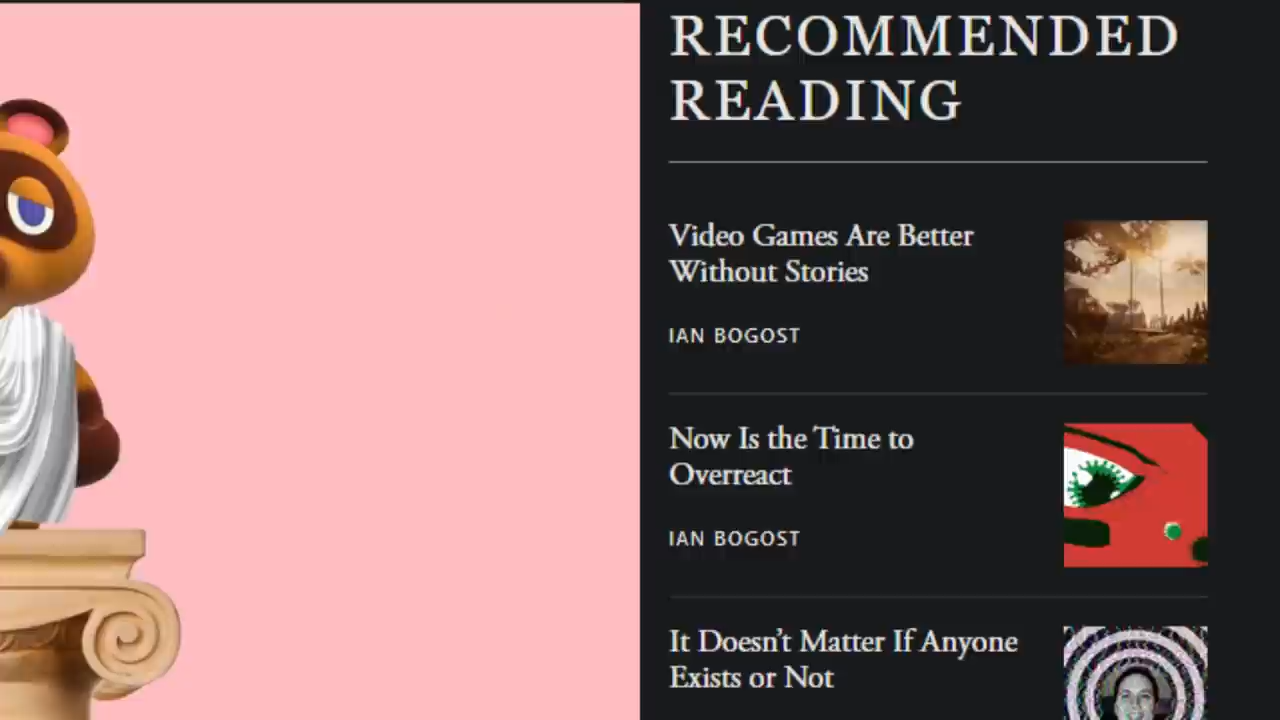 RECOMMENDED
READING
Video Games Are Better
Without Stories
IAN BOGOST
Now Is the Time to
Overreact
IAN BOGOST
It Doesn't Matter If Anyone
Exists or Not